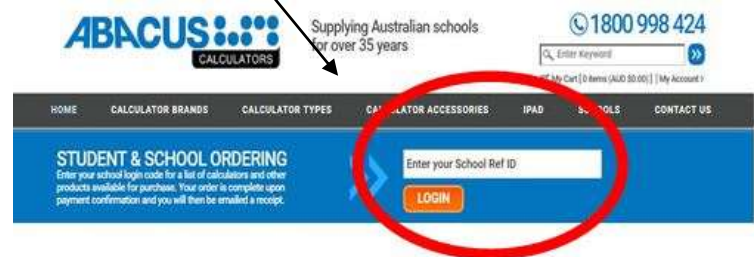 ABACUS
CALCULATORS
Supplying Australian schools
for over 35 years
1800 998 424
Enter Keyword
My Cart [ 0 items (AUD $0.00) ] | My Account >
HOME CALCULATOR BRANDS CALCULATOR TYPES CALCULATOR ACCESSORIES IPAD SCHOOLS CONTACT US
STUDENT & SCHOOL ORDERING
Enter your school login code for a list of calculators and other
products available for purchase. Your order is complete upon
payment confirmation and you will then be
emailed a receipt.
Enter your School Ref ID
LOGIN